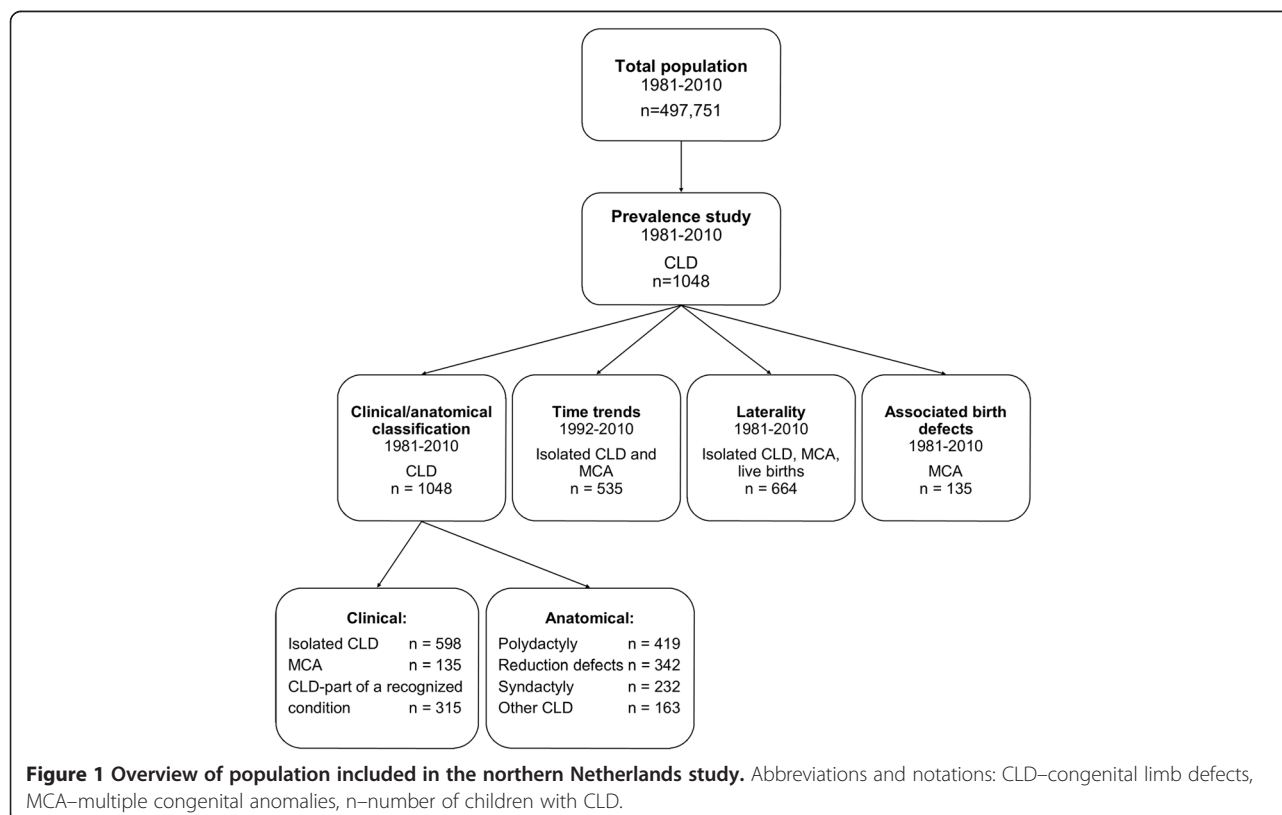 Total population
1981-2010
n=497,751
Prevalence study
1981-2010
CLD
n=1048
Clinical/anatomical
classification
1981-2010
CLD
n = 1048
Time trends
1992-2010
Isolated CLD and
MCA
n = 535
Laterality
1981-2010
Isolated CLD, MCA,
live births
n = 664
Associated birth
defects
1981-2010
MCA
n = 135
Clinical:
Isolated CLD n = 598
MCA n = 135
CLD-part of a recognized
condition n = 315
Anatomical:
Polydactyly n = 419
Reduction defects n = 342
Syndactyly n = 232
Other CLD n = 163
Figure 1 Overview of population included in the northern Netherlands study. Abbreviations and notations: CLD–congenital limb defects,
MCA–multiple congenital anomalies, n–number of children with CLD.